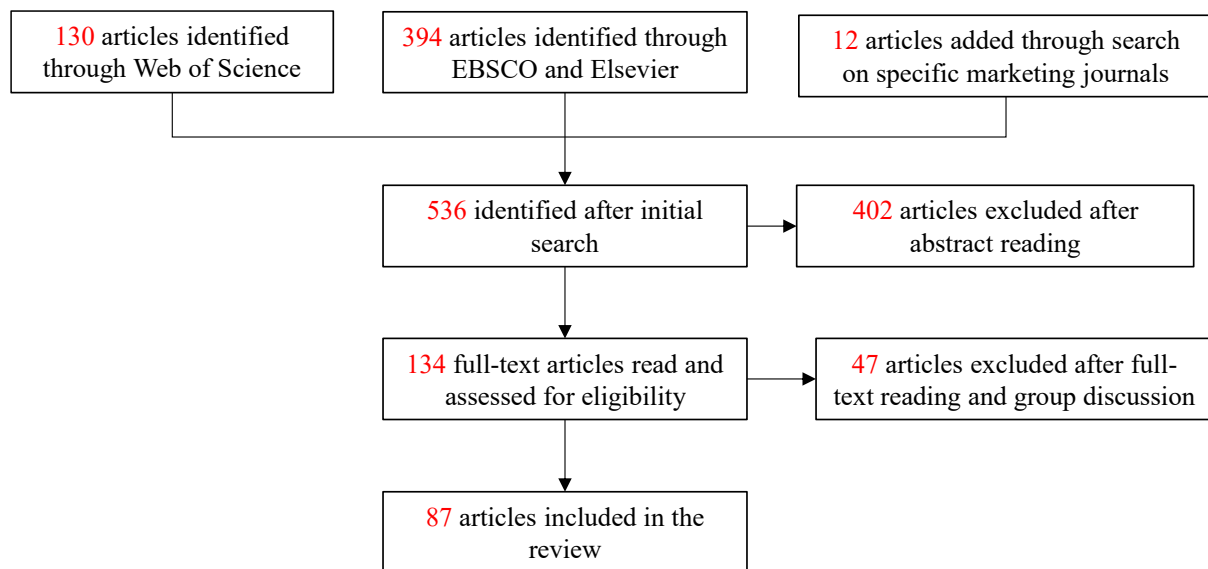 130 articles identified
through Web of Science
394 articles identified through
EBSCO and Elsevier
12 articles added through search
on specific marketing journals
536 identified after initial
search
402 articles excluded after
abstract reading
134 full-text articles read and
assessed for eligibility
47 articles excluded after full-
text reading and group discussion
87 articles included in the
review